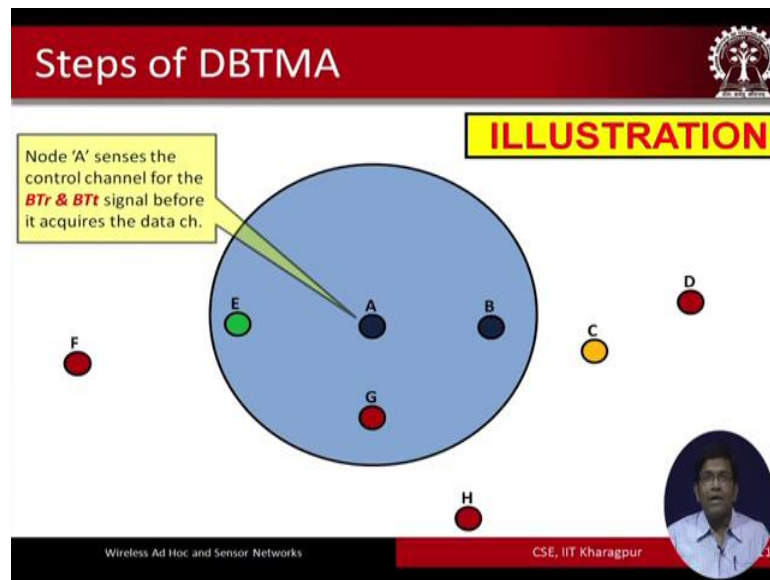 Steps of DBTMA
ILLUSTRATION
Node 'A' senses the
control channel for the
BTr & BTt signal before
it acquires the data ch.
E
A
B
D
C
F
G
H
Wireless Ad Hoc and Sensor Networks
CSE, IIT Kharagpur